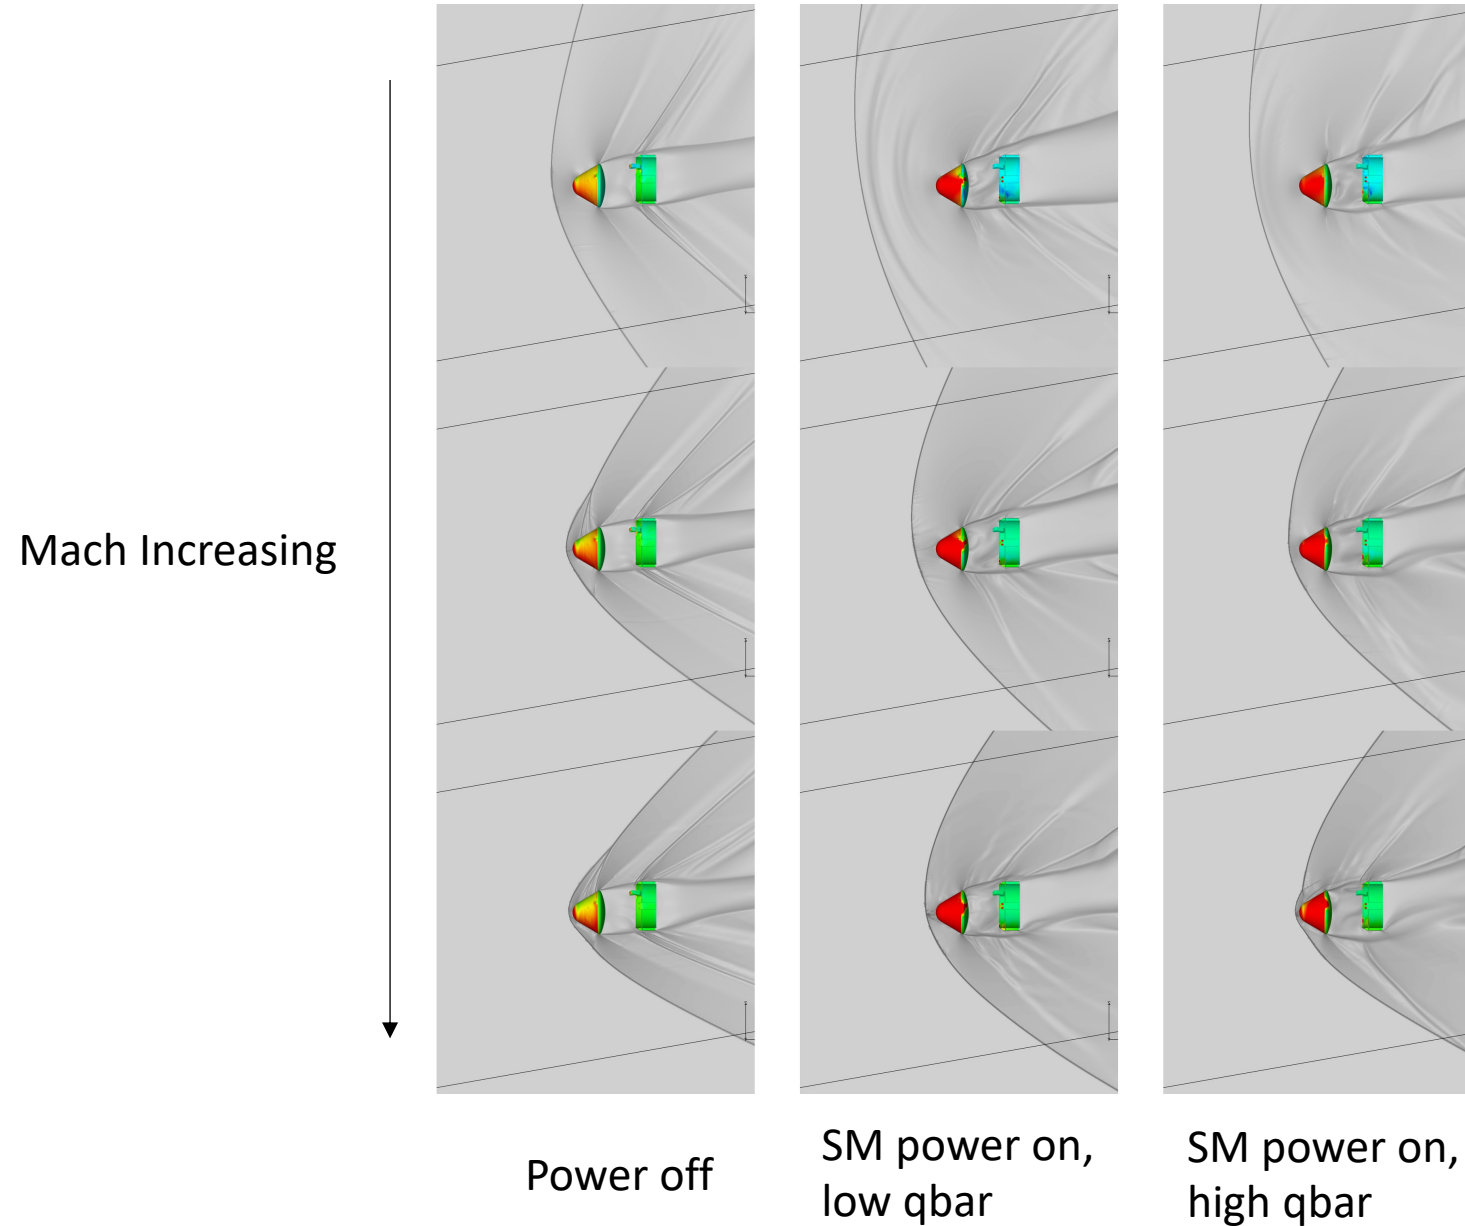 Mach Increasing
Power off
SM power on,
low qbar
SM power on,
high qbar